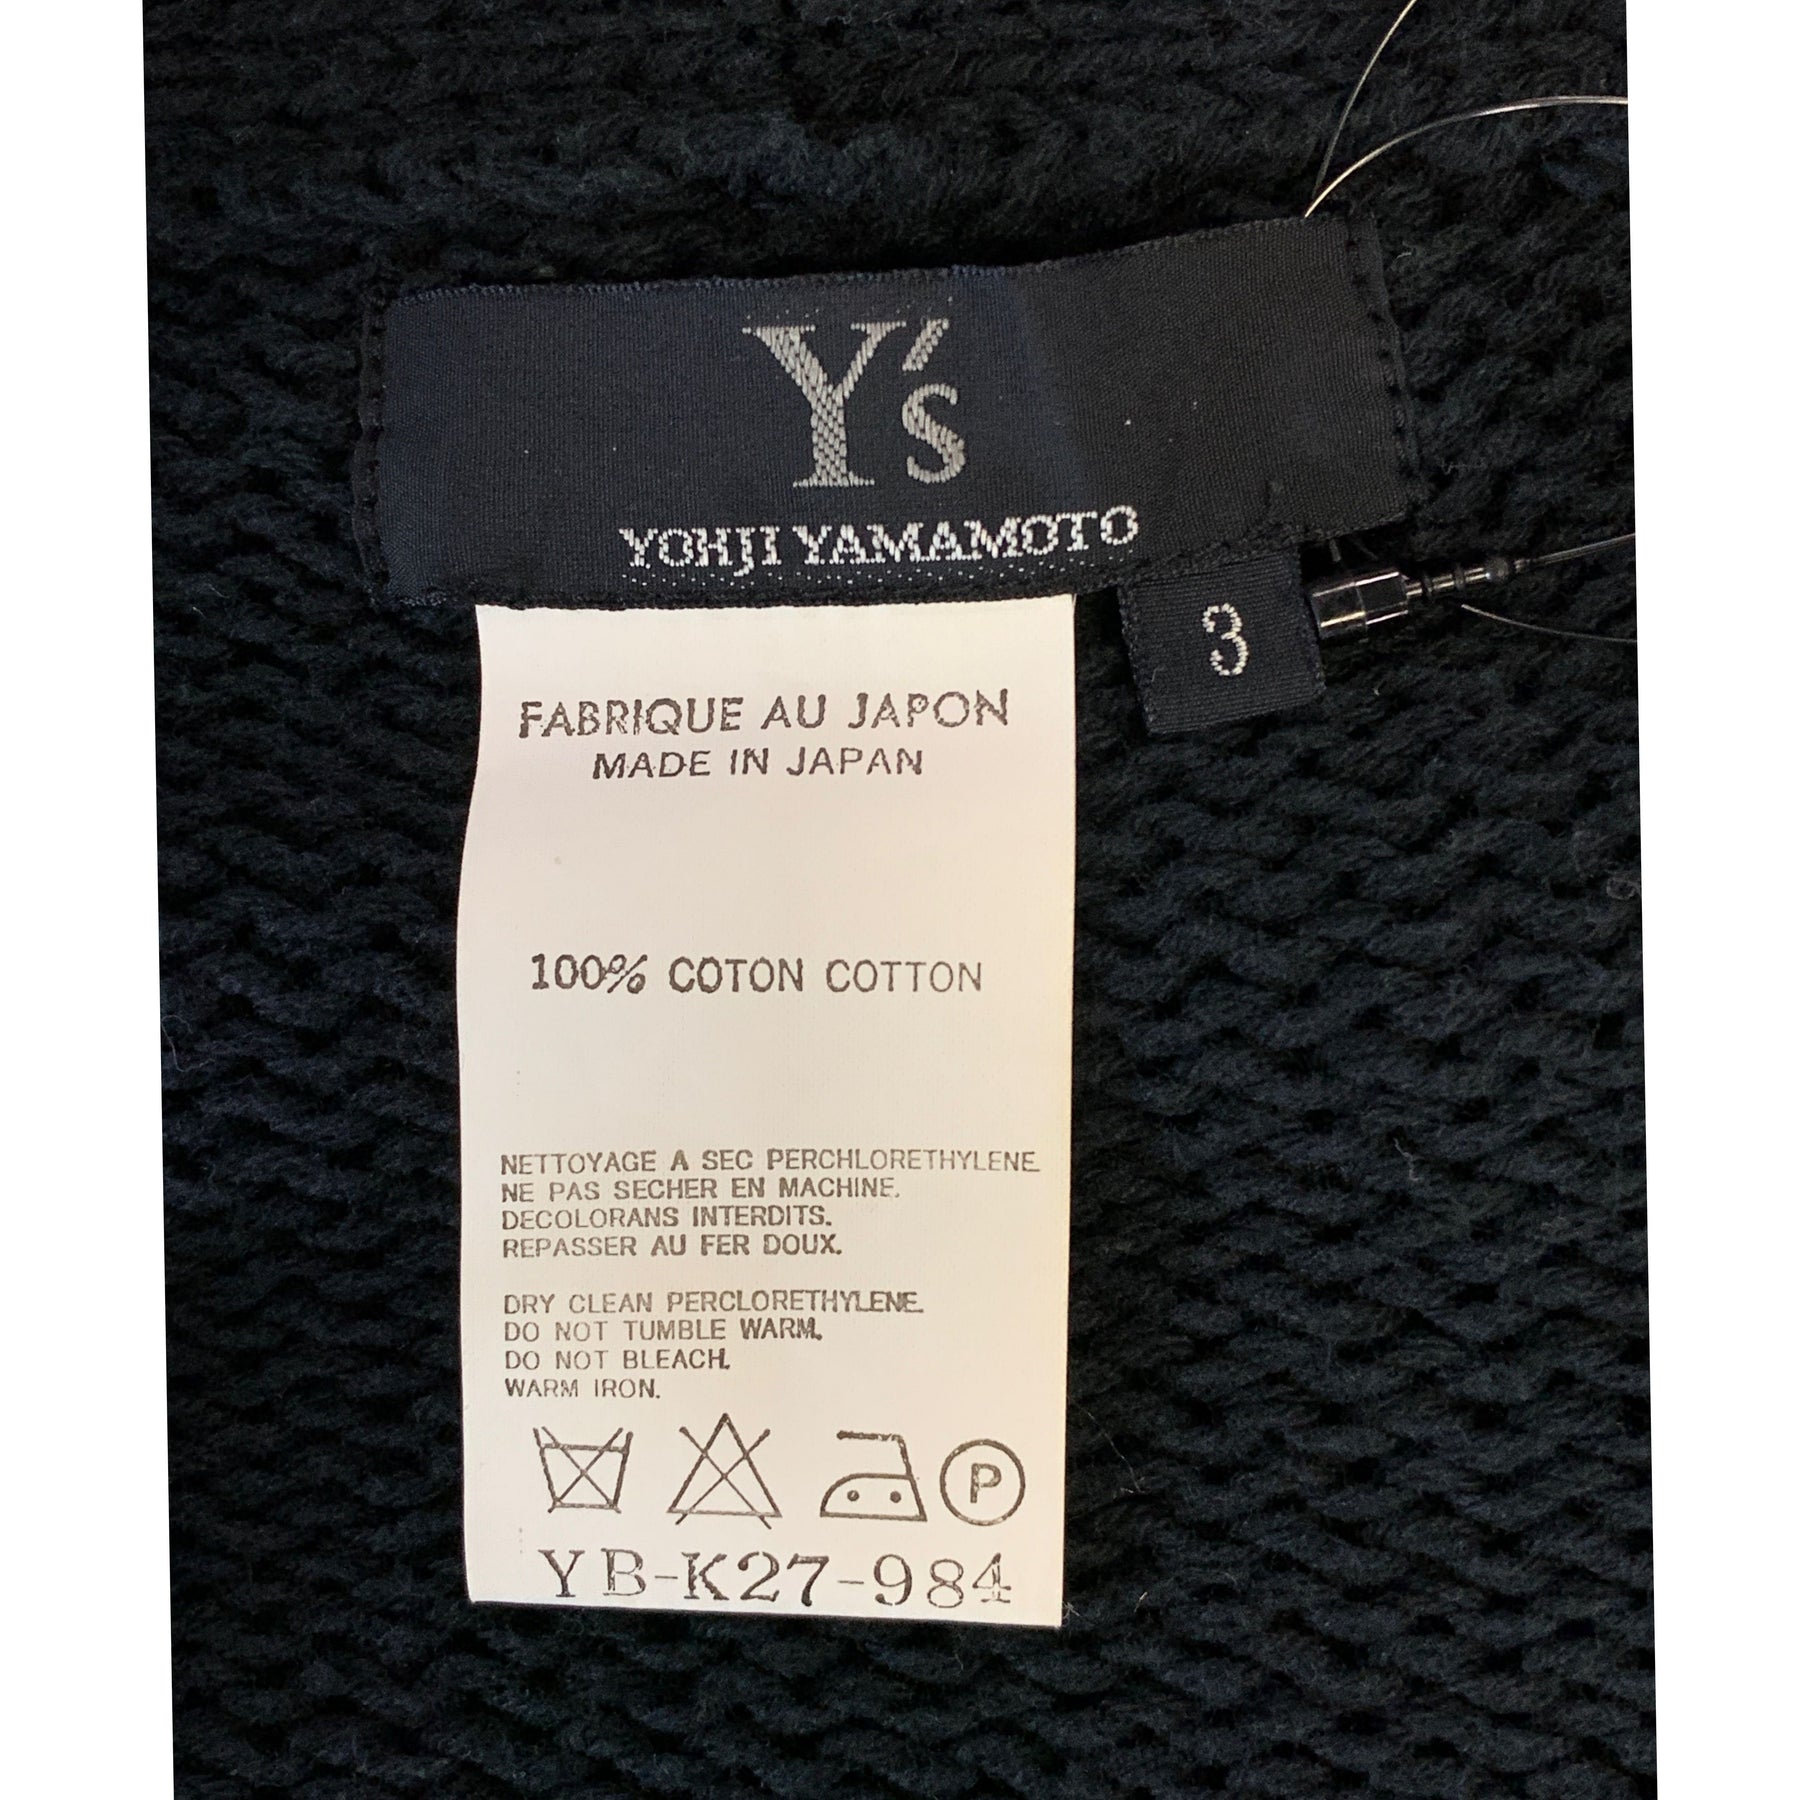 Y's
YOHJI YAMAMOTO
3
FABRIQUE AU JAPON
MADE IN JAPAN
100% COTON COTTON
NETTOYAGE A SEC PERCHLORETHYLENE.
NE PAS SECHER EN MACHINE.
DECOLORANS INTERDITS.
REPASSER AU FER DOUX.
DRY CLEAN PERCLORETHYLENE.
DO NOT TUMBLE WARM.
DO NOT BLEACH.
WARM IRON.
P
YB-K27-984